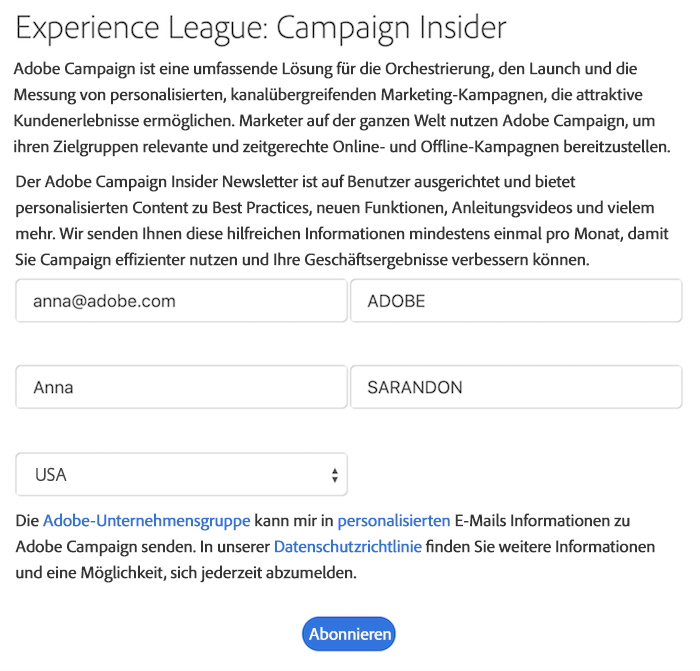 Experience League: Campaign Insider
Adobe Campaign ist eine umfassende Lösung für die Orchestrierung, den Launch und die
Messung von personalisierten, kanalübergreifenden Marketing-Kampagnen, die attraktive
Kundenerlebnisse ermöglichen. Marketer auf der ganzen Welt nutzen Adobe Campaign, um
ihren Zielgruppen relevante und zeitgerechte Online- und Offline-Kampagnen bereitzustellen.
Der Adobe Campaign Insider Newsletter ist auf Benutzer ausgerichtet und bietet
personalisierten Content zu Best Practices, neuen Funktionen, Anleitungsvideos und vielem
mehr. Wir senden Ihnen diese hilfreichen Informationen mindestens einmal pro Monat, damit
Sie Campaign effizienter nutzen und Ihre Geschäftsergebnisse verbessern können.
anna@adobe.com ADOBE
Anna SARANDON
USA
Die Adobe-Unternehmensgruppe kann mir in personalisierten E-Mails Informationen zu
Adobe Campaign senden. In unserer Datenschutzrichtlinie finden Sie weitere Informationen
und eine Möglichkeit, sich jederzeit abzumelden.
Abonnieren